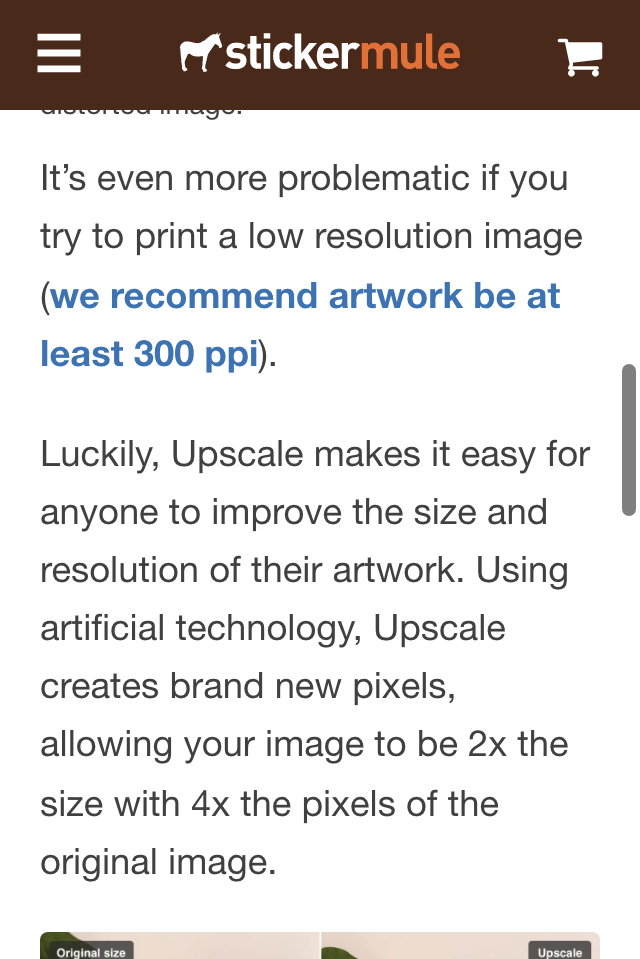 stickermule
distorted image.
It’s even more problematic if you
try to print a low resolution image
(we recommend artwork be at
least 300 ppi).
Luckily, Upscale makes it easy for
anyone to improve the size and
resolution of their artwork. Using
artificial technology, Upscale
creates brand new pixels,
allowing your image to be 2x the
size with 4x the pixels of the
original image.
Original size
Upscale